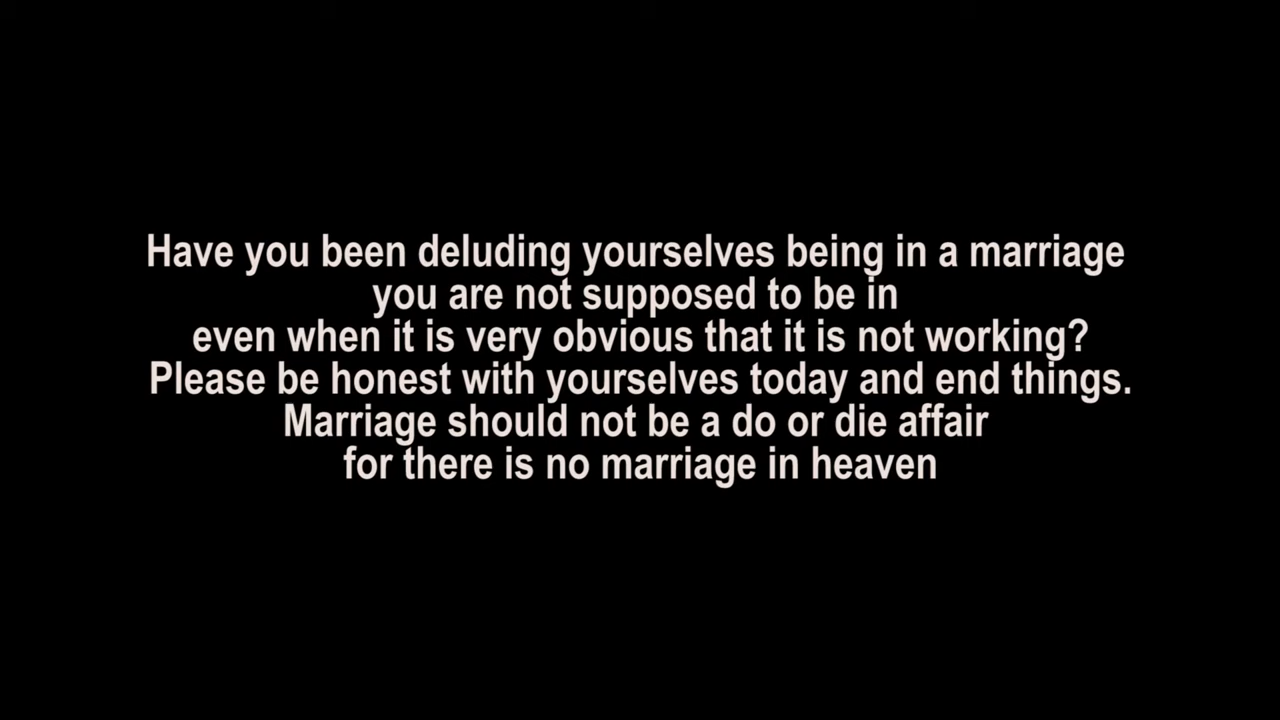 Have you been deluding yourselves being in a marriage
you are not supposed to be in
even when it is very obvious that it is not working?
Please be honest with yourselves today and end things.
Marriage should not be a do or die affair
for there is no marriage in heaven